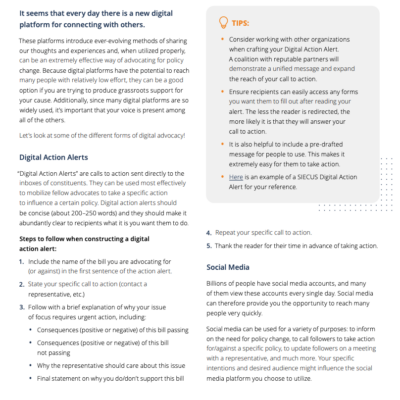 It seems that every day there is a new digital
platform for connecting with others.
These platforms introduce ever-evolving methods of sharing
our thoughts and experiences and, when utilized properly,
can be an extremely effective way of advocating for policy
change. Because digital platforms have the potential to reach
many people with relatively low effort, they can be a good
option if you are trying to produce grassroots support for
your cause. Additionally, since many digital platforms are so
widely used, it's important that your voice is present among
all of the others.
Let's look at some of the different forms of digital advocacy!
Digital Action Alerts
"Digital Action Alerts" are calls to action sent directly to the
inboxes of constituents. They can be used most effectively
to mobilize fellow advocates to take a specific action
to influence a certain policy. Digital action alerts should
be concise (about 200–250 words) and they should make it
abundantly clear to recipients what it is you want them to do.
Steps to follow when constructing a digital
action alert:
1. Include the name of the bill you are advocating for
(or against) in the first sentence of the action alert.
2. State your specific call to action (contact a
representative, etc.)
3. Follow with a brief explanation of why your issue
of focus requires urgent action, including:
• Consequences (positive or negative) of this bill passing
• Consequences (positive or negative) of this bill
not passing
• Why the representative should care about this issue
• Final statement on why you do/don't support this bill
TIPS:
• Consider working with other organizations
when crafting your Digital Action Alert.
A coalition with reputable partners will
demonstrate a unified message and expand
the reach of your call to action.
• Ensure recipients can easily access any forms
you want them to fill out after reading your
alert. The less the reader is redirected, the
more likely it is that they will answer your
call to action.
• It is also helpful to include a pre-drafted
message for people to use. This makes it
extremely easy for them to take action.
• Here is an example of a SIECUS Digital Action
Alert for your reference.
4. Repeat your specific call to action.
5. Thank the reader for their time in advance of taking action.
Social Media
Billions of people have social media accounts, and many
of them view these accounts every single day. Social media
can therefore provide you the opportunity to reach many
people very quickly.
Social media can be used for a variety of purposes: to inform
on the need for policy change, to call followers to take action
for/against a specific policy, to update followers on a meeting
with a representative, and much more. Your specific
intentions and desired audience might influence the social
media platform you choose to utilize.